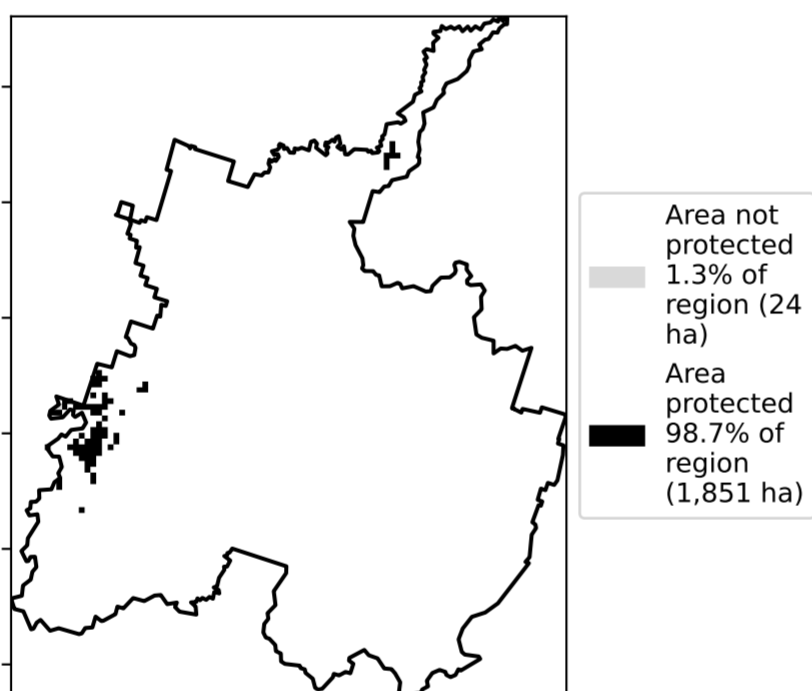 Area not
protected
1.3% of
region (24
ha)
Area
protected
98.7% of
region
(1,851 ha)